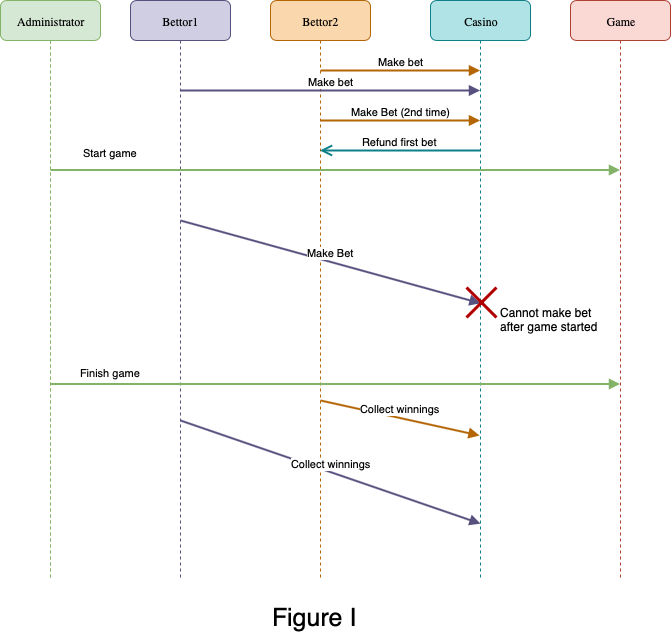 Administrator
Bettor1
Bettor2
Casino
Game
Make bet
Make bet
Make Bet (2nd time)
Refund first bet
Start game
Make Bet
Cannot make bet
after game started
Finish game
Collect winnings
Collect winnings
Figure I